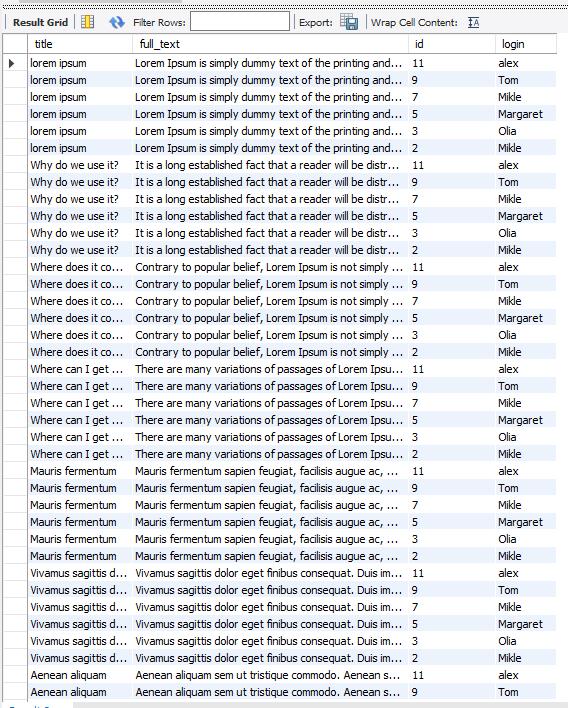 Result Grid Filter Rows: Export: Wrap Cell Content: IA
title full_text id login
lorem ipsum Lorem Ipsum is simply dummy text of the printing and... 11 alex
lorem ipsum Lorem Ipsum is simply dummy text of the printing and... 9 Tom
lorem ipsum Lorem Ipsum is simply dummy text of the printing and... 7 Mikle
lorem ipsum Lorem Ipsum is simply dummy text of the printing and... 5 Margaret
lorem ipsum Lorem Ipsum is simply dummy text of the printing and... 3 Olia
lorem ipsum Lorem Ipsum is simply dummy text of the printing and... 2 Mikle
Why do we use it? It is a long established fact that a reader will be distr... 11 alex
Why do we use it? It is a long established fact that a reader will be distr... 9 Tom
Why do we use it? It is a long established fact that a reader will be distr... 7 Mikle
Why do we use it? It is a long established fact that a reader will be distr... 5 Margaret
Why do we use it? It is a long established fact that a reader will be distr... 3 Olia
Why do we use it? It is a long established fact that a reader will be distr... 2 Mikle
Where does it co... Contrary to popular belief, Lorem Ipsum is not simply ... 11 alex
Where does it co... Contrary to popular belief, Lorem Ipsum is not simply ... 9 Tom
Where does it co... Contrary to popular belief, Lorem Ipsum is not simply ... 7 Mikle
Where does it co... Contrary to popular belief, Lorem Ipsum is not simply ... 5 Margaret
Where does it co... Contrary to popular belief, Lorem Ipsum is not simply ... 3 Olia
Where does it co... Contrary to popular belief, Lorem Ipsum is not simply ... 2 Mikle
Where can I get ... There are many variations of passages of Lorem Ipsu... 11 alex
Where can I get ... There are many variations of passages of Lorem Ipsu... 9 Tom
Where can I get ... There are many variations of passages of Lorem Ipsu... 7 Mikle
Where can I get ... There are many variations of passages of Lorem Ipsu... 5 Margaret
Where can I get ... There are many variations of passages of Lorem Ipsu... 3 Olia
Where can I get ... There are many variations of passages of Lorem Ipsu... 2 Mikle
Mauris fermentum Mauris fermentum sapien feugiat, facilisis augue ac, ... 11 alex
Mauris fermentum Mauris fermentum sapien feugiat, facilisis augue ac, ... 9 Tom
Mauris fermentum Mauris fermentum sapien feugiat, facilisis augue ac, ... 7 Mikle
Mauris fermentum Mauris fermentum sapien feugiat, facilisis augue ac, ... 5 Margaret
Mauris fermentum Mauris fermentum sapien feugiat, facilisis augue ac, ... 3 Olia
Mauris fermentum Mauris fermentum sapien feugiat, facilisis augue ac, ... 2 Mikle
Vivamus sagittis d... Vivamus sagittis dolor eget finibus consequat. Duis im... 11 alex
Vivamus sagittis d... Vivamus sagittis dolor eget finibus consequat. Duis im... 9 Tom
Vivamus sagittis d... Vivamus sagittis dolor eget finibus consequat. Duis im... 7 Mikle
Vivamus sagittis d... Vivamus sagittis dolor eget finibus consequat. Duis im... 5 Margaret
Vivamus sagittis d... Vivamus sagittis dolor eget finibus consequat. Duis im... 3 Olia
Vivamus sagittis d... Vivamus sagittis dolor eget finibus consequat. Duis im... 2 Mikle
Aenean aliquam Aenean aliquam sem ut tristique commodo. Aenean s... 11 alex
Aenean aliquam Aenean aliquam sem ut tristique commodo. Aenean s... 9 Tom